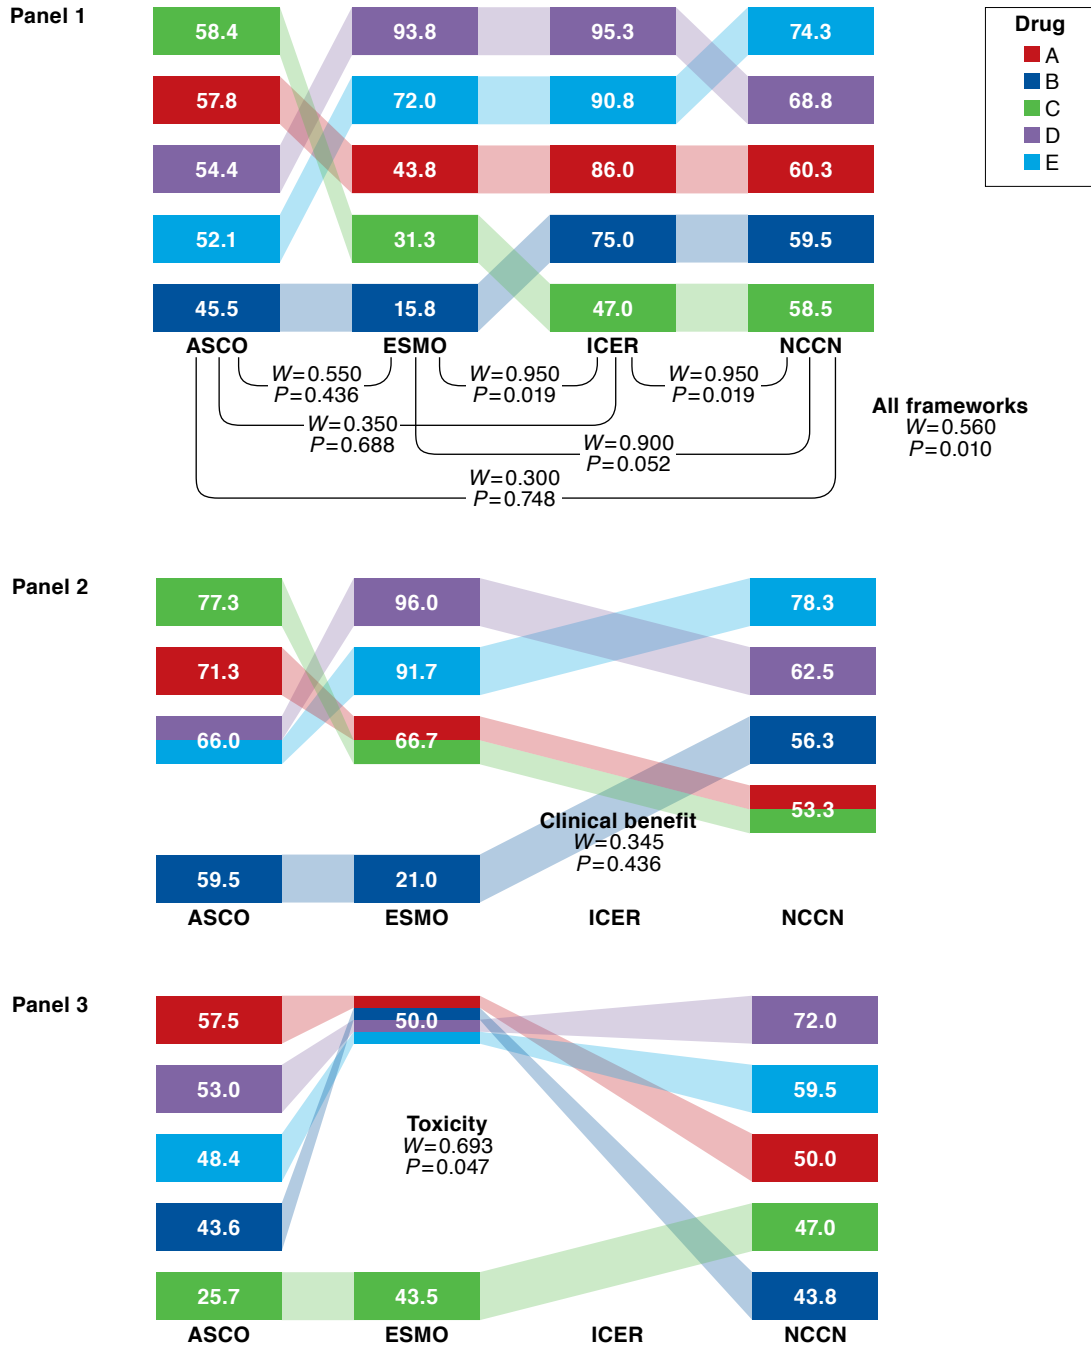 Panel 1
58.4 93.8 95.3 74.3
57.8 72.0 90.8 68.8
54.4 43.8 86.0 60.3
52.1 31.3 75.0 59.5
45.5 15.8 47.0 58.5
ASCO ESMO ICER NCCN
W=0.550 W=0.950 W=0.950
P=0.436 P=0.019 P=0.019
W=0.350
P=0.688
W=0.900
P=0.052
W=0.300
P=0.748
All frameworks
W=0.560
P=0.010
Drug
A
B
C
D
E
Panel 2
77.3 96.0 78.3
71.3 91.7 62.5
66.0 66.7 56.3
53.3
Clinical benefit
W=0.345
P=0.436
59.5 21.0
ASCO ESMO ICER NCCN
Panel 3
57.5 50.0 72.0
53.0 59.5
Toxicity
W=0.693
P=0.047
48.4 50.0
43.6 47.0
25.7 43.5 43.8
ASCO ESMO ICER NCCN